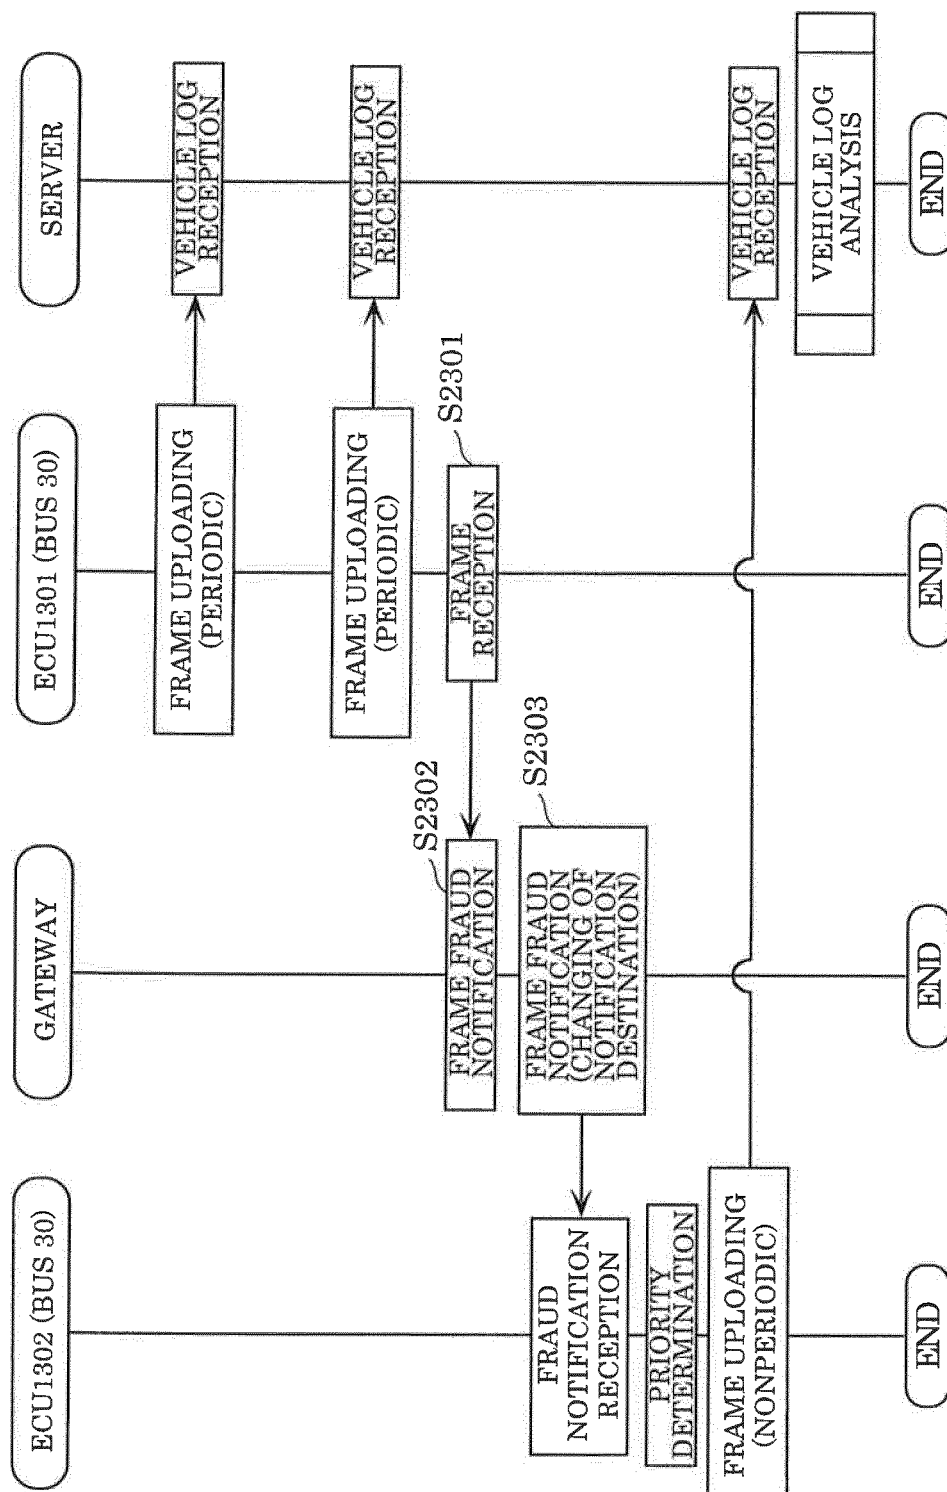 ECU1302 (BUS 30)
GATEWAY
ECU1301 (BUS 30)
SERVER
FRAME UPLOADING
(PERIODIC)
VEHICLE LOG
RECEPTION
FRAME UPLOADING
(PERIODIC)
VEHICLE LOG
RECEPTION
S2301
FRAME
RECEPTION
S2302
FRAME FRAUD
NOTIFICATION
S2303
FRAME FRAUD
NOTIFICATION
(CHANGING OF
NOTIFICATION
DESTINATION)
FRAUD
NOTIFICATION
RECEPTION
PRIORITY
DETERMINATION
FRAME UPLOADING
(NONPERIODIC)
VEHICLE LOG
RECEPTION
VEHICLE LOG
ANALYSIS
END
END
END
END